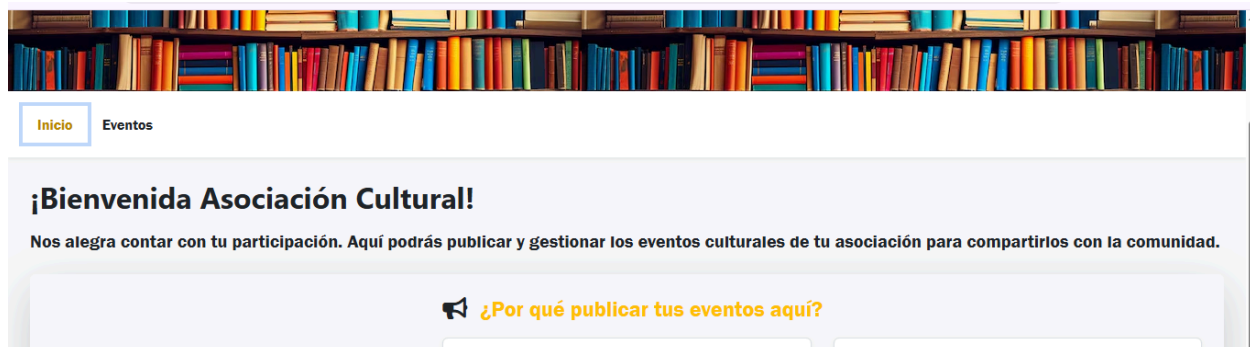 Inicio Eventos
¡Bienvenida Asociación Cultural!
Nos alegra contar con tu participación. Aquí podrás publicar y gestionar los eventos culturales de tu asociación para compartirlos con la comunidad.
¿Por qué publicar tus eventos aquí?